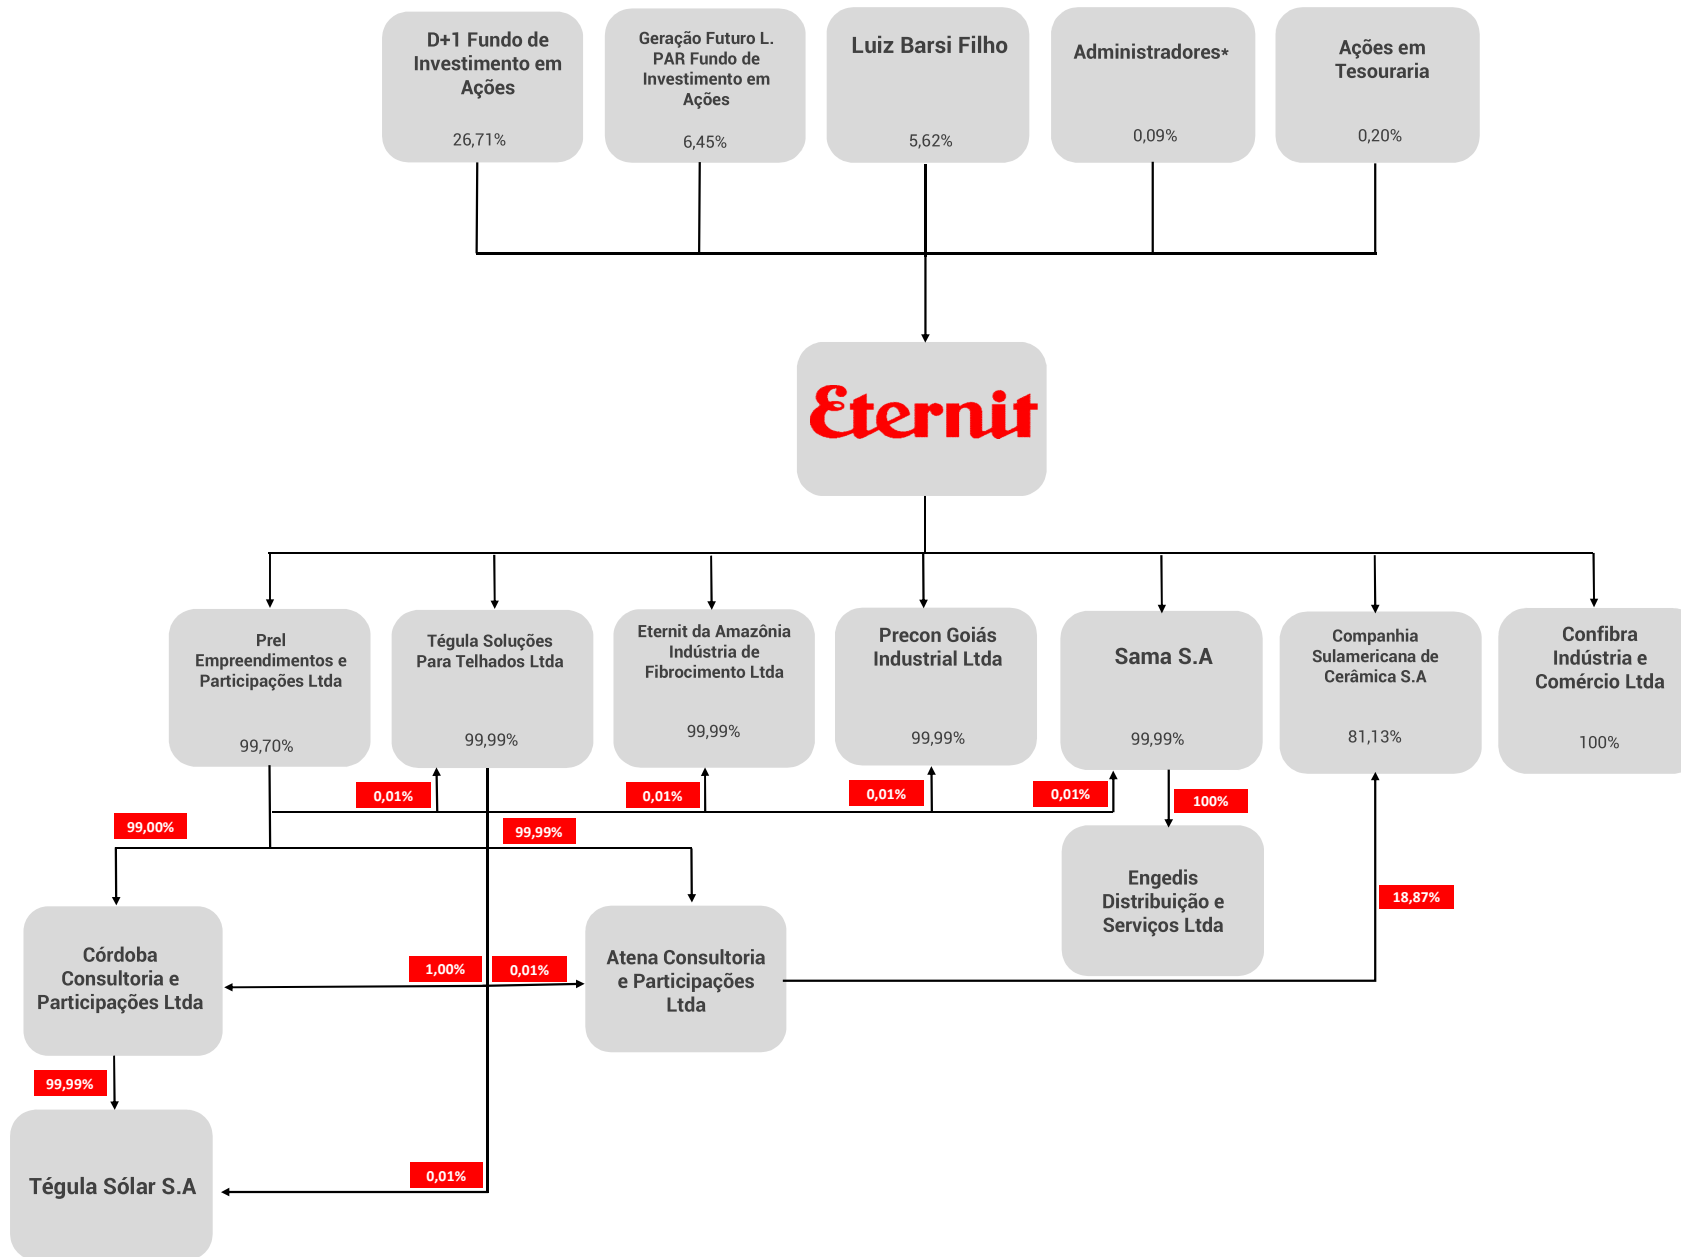 D+1 Fundo de
Investimento em
Ações
26,71%
Geração Futuro L.
PAR Fundo de
Investimento em
Ações
6,45%
Luiz Barsi Filho
5,62%
Administradores*
0,09%
Ações em
Tesouraria
0,20%
Eternit
Prel
Empreendimentos e
Participações Ltda
99,70%
Tégula Soluções
Para Telhados Ltda
99,99%
Eternit da Amazônia
Indústria de
Fibrocimento Ltda
99,99%
Precon Goiás
Industrial Ltda
99,99%
Sama S.A
99,99%
Companhia
Sulamericana de
Cerâmica S.A
81,13%
Confibra
Indústria e
Comércio Ltda
100%
0,01%
0,01%
0,01%
0,01%
100%
99,00%
99,99%
Engedis
Distribuição e
Serviços Ltda
18,87%
Córdoba
Consultoria e
Participações Ltda
1,00%
0,01%
Atena Consultoria
e Participações
Ltda
99,99%
Tégula Sólar S.A
0,01%